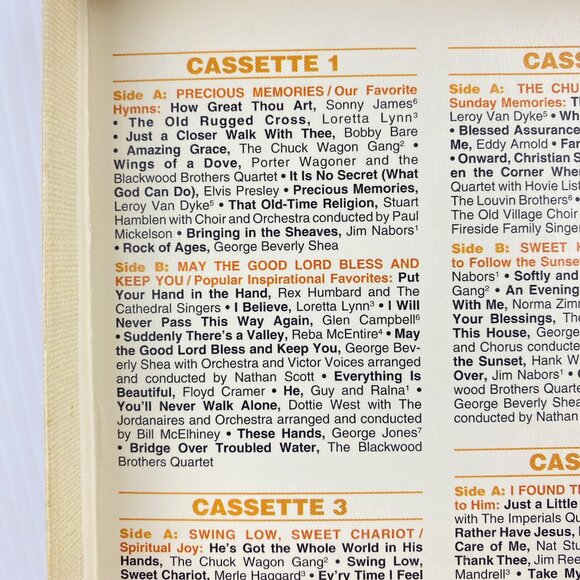 CASSETTE 1
Side A: PRECIOUS MEMORIES/Our Favorite
Hymns: How Great Thou Art, Sonny James⁶
• The Old Rugged Cross, Loretta Lynn³
• Just a Closer Walk With Thee, Bobby Bare
• Amazing Grace, The Chuck Wagon Gang² •
Wings of a Dove, Porter Wagoner and the
Blackwood Brothers Quartet • It Is No Secret (What
God Can Do), Elvis Presley • Precious Memories,
Leroy Van Dyke⁵ • That Old-Time Religion, Stuart
Hamblen with Choir and Orchestra conducted by Paul
Mickelson • Bringing in the Sheaves, Jim Nabors¹
• Rock of Ages, George Beverly Shea
Side B: MAY THE GOOD LORD BLESS AND
KEEP YOU/Popular Inspirational Favorites: Put
Your Hand in the Hand, Rex Humbard and The
Cathedral Singers • I Believe, Loretta Lynn³ • I Will
Never Pass This Way Again, Glen Campbell⁶
• Suddenly There's a Valley, Reba McEntire⁴ • May
the Good Lord Bless and Keep You, George Bev-
erly Shea with Orchestra and Victor Voices arranged
and conducted by Nathan Scott • Everything Is
Beautiful, Floyd Cramer • He, Guy and Ralna¹ •
You'll Never Walk Alone, Dottie West with The
Jordanaires and Orchestra arranged and conducted
by Bill McElhiney • These Hands, George Jones⁷
• Bridge Over Troubled Water, The Blackwood
Brothers Quartet
CASSETTE 3
Side A: SWING LOW, SWEET CHARIOT/
Spiritual Joy: He's Got the Whole World in His
Hands, The Chuck Wagon Gang² • Swing Low,
Sweet Chariot, Merle Haggard⁶ • Ev'ry Time I Feel
CASS
Side A: THE CHU
Sunday Memories: T
Leroy Van Dyke⁵ • Wh
• Blessed Assuranc
Me, Eddy Arnold • Far
• Onward, Christian S
en the Corner Wher
Quartet with Hovie List
The Louvin Brothers⁶ •
The Old Village Choir
Fireside Family Singer
Side B: SWEET H
to Follow the Sunset
Nabors¹ • Softly and
Gang² • An Evening
With Me, Norma Zimm
Your Blessings, The
This House, George
and Chorus conducted
the Sunset, Hank W
Over, Jim Nabors¹ •
wood Brothers Quartet
George Beverly Shea
conducted by Nathan
CAS
Side A: I FOUND T
to Him: Just a Little
with The Imperials Qu
Rather Have Jesus,
Care of Me, Nat Stu
Thank Thee, Jim Ree
Mandrell³ • Take M